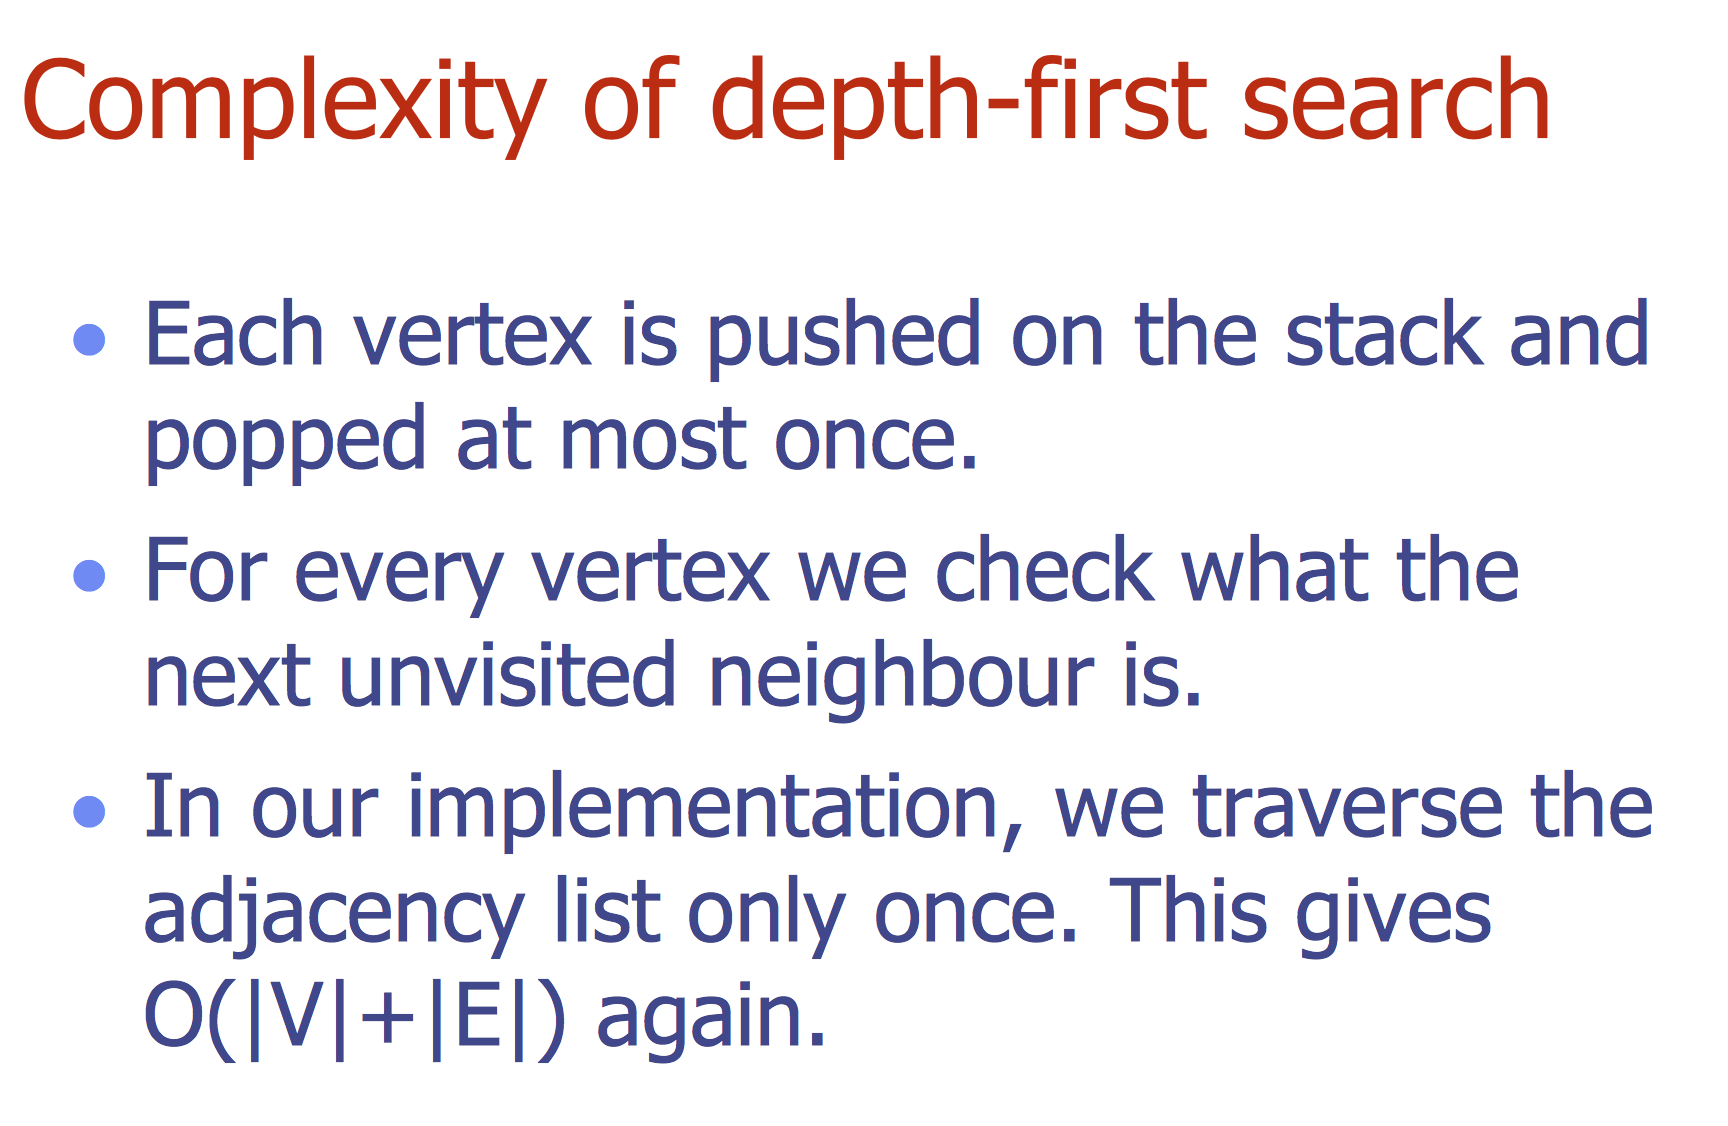 Complexity of depth-first search
• Each vertex is pushed on the stack and
popped at most once.
• For every vertex we check what the
next unvisited neighbour is.
• In our implementation, we traverse the
adjacency list only once. This gives
O(|V|+|E|) again.